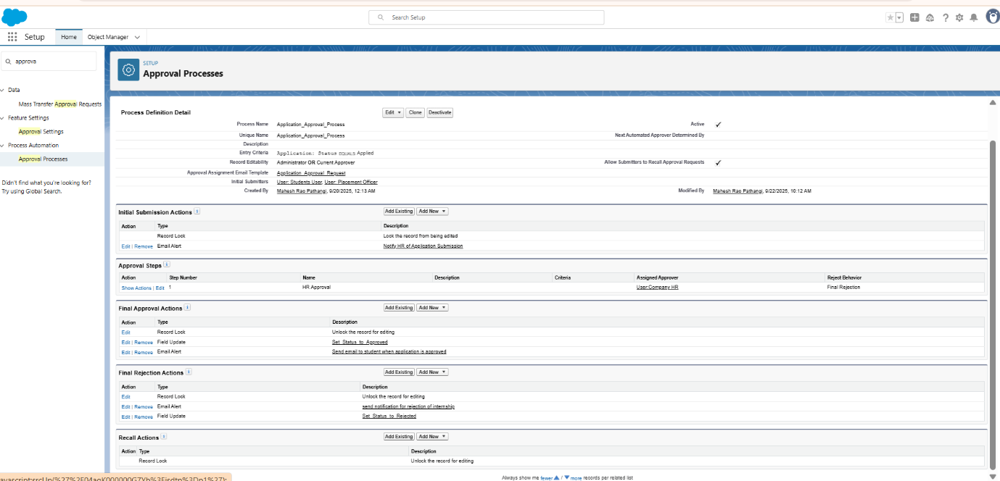 Search Setup
Setup
Home
Object Manager
approva
Data
Mass Transfer Approval Requests
Feature Settings
Approval Settings
Process Automation
Approval Processes
Didn't find what you're looking for?
Try using Global Search.
SETUP
Approval Processes
Process Definition Detail Edit Clone Deactivate
Process Name Application_Approval_Process Active
Unique Name Application_Approval_Process Next Automated Approver Determined By
Description
Entry Criteria Application: Status EQUALS Applied
Record Editability Administrator OR Current Approver Allow Submitters to Recall Approval Requests
Approval Assignment Email Template Application_Approval_Request
Initial Submitters User: Students User, User: Placement Officer
Created By Mahesh Rao Pathangi, 9/20/2025, 12:13 AM Modified By Mahesh Rao Pathangi, 9/22/2025, 10:12 AM
Initial Submission Actions i Add Existing Add New
Action Type Description
Record Lock Lock the record from being edited
Edit | Remove Email Alert Notify HR of Application Submission
Approval Steps i
Action Step Number Name Description Criteria Assigned Approver Reject Behavior
Show Actions | Edit 1 HR Approval User:Company HR Final Rejection
Final Approval Actions i Add Existing Add New
Action Type Description
Edit Record Lock Unlock the record for editing
Edit | Remove Field Update Set_Status_to_Approved
Edit | Remove Email Alert Send email to student when application is approved
Final Rejection Actions i Add Existing Add New
Action Type Description
Edit Record Lock Unlock the record for editing
Edit | Remove Email Alert send notification for rejection of internship
Edit | Remove Field Update Set_Status_to_Rejected
Recall Actions i Add Existing Add New
Action Type Description
Record Lock Unlock the record for editing
Always show me fewer / more records per related list